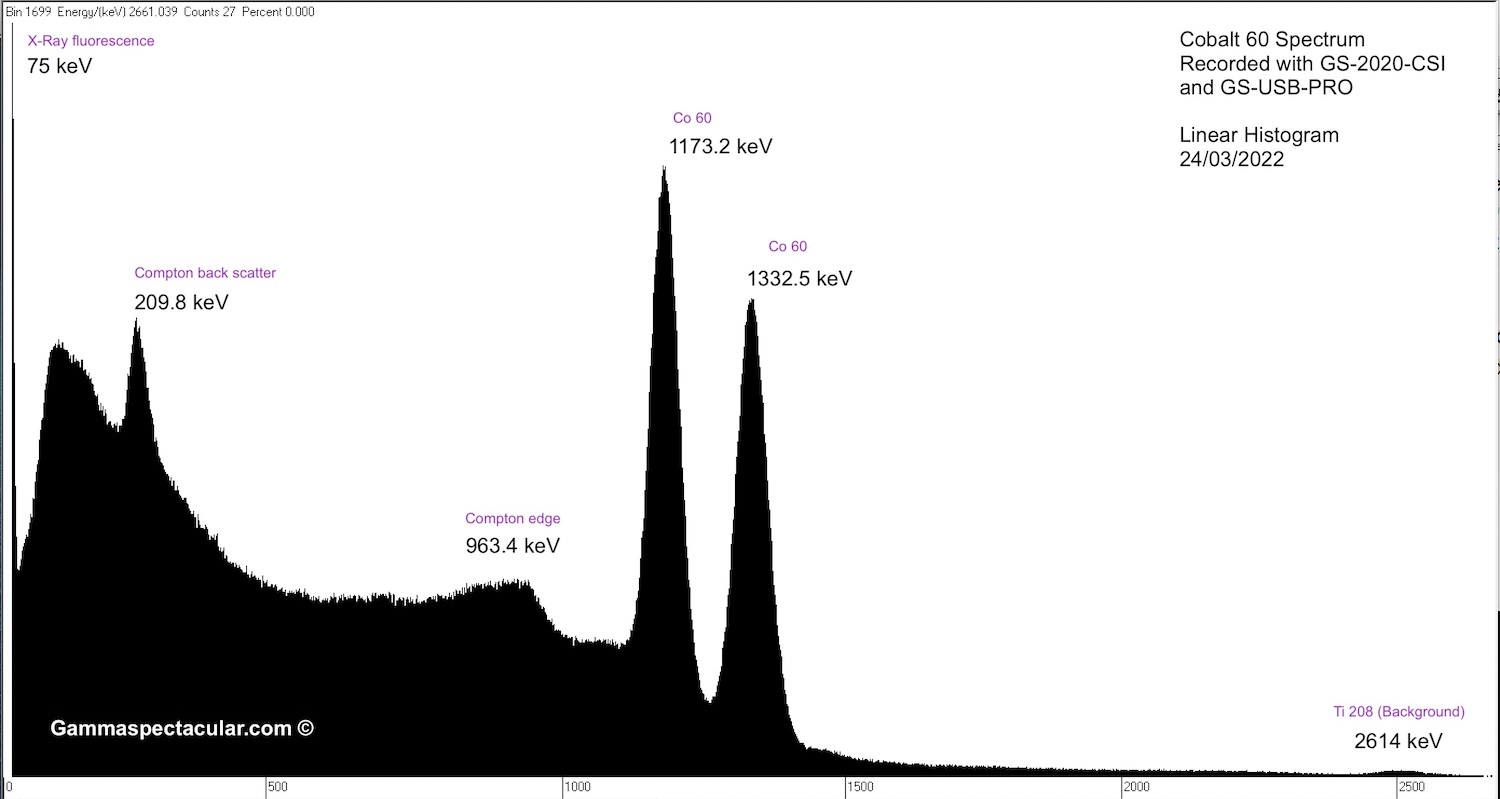 Bin 1699 Energy/(keV) 2661.039 Counts 27 Percent 0.000
X-Ray fluorescence
75 keV
Cobalt 60 Spectrum
Recorded with GS-2020-CSI
and GS-USB-PRO
Linear Histogram
24/03/2022
Co 60
1173.2 keV
Co 60
1332.5 keV
Compton back scatter
209.8 keV
Compton edge
963.4 keV
Ti 208 (Background)
2614 keV
Gammaspectacular.com ©
0 500 1000 1500 2000 2500